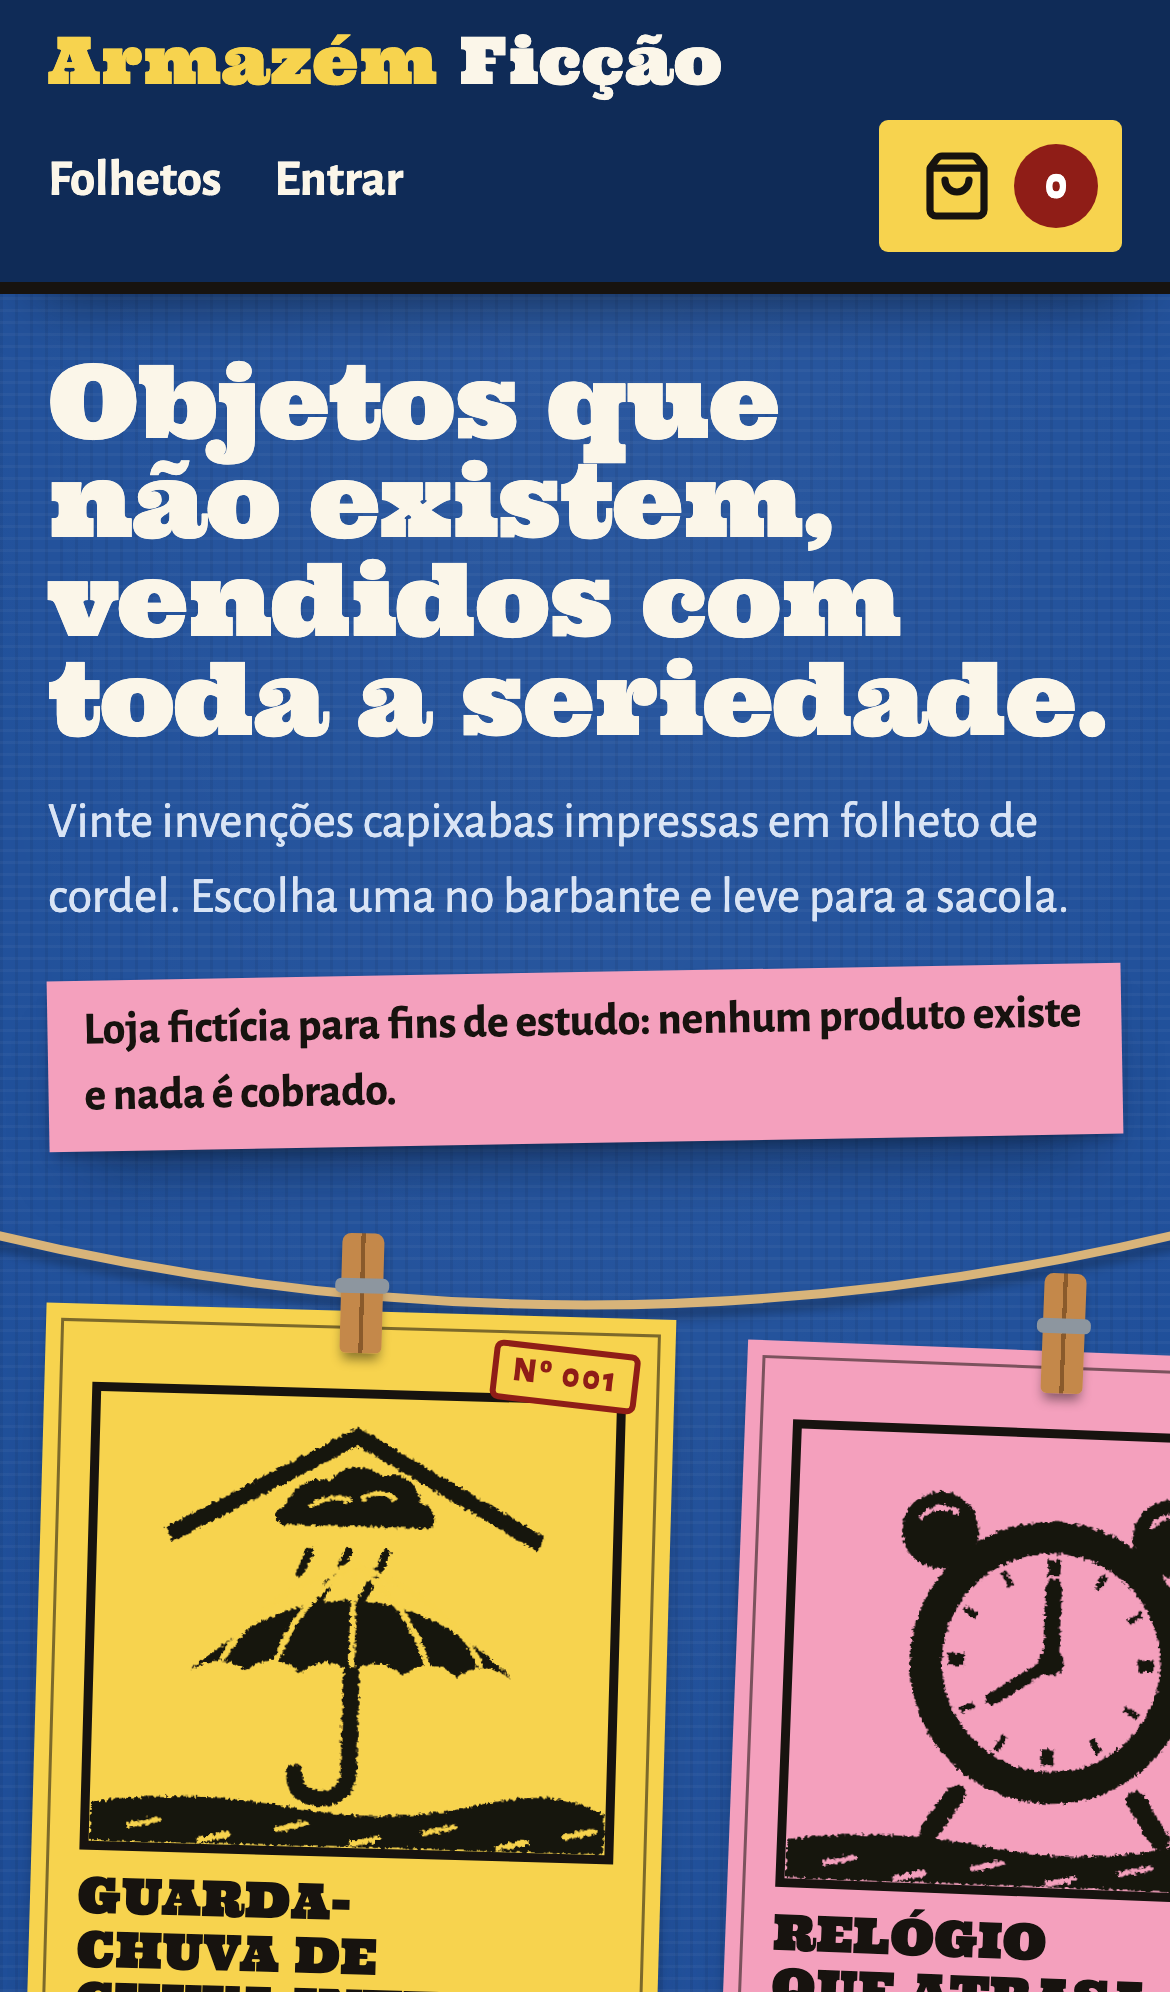 Armazém Ficção
Folhetos Entrar
0
Objetos que
não existem,
vendidos com
toda a seriedade.
Vinte invenções capixabas impressas em folheto de
cordel. Escolha uma no barbante e leve para a sacola.
Loja fictícia para fins de estudo: nenhum produto existe
e nada é cobrado.
Nº 001
GUARDA-
CHUVA DE
RELÓGIO
QUE ATRASA